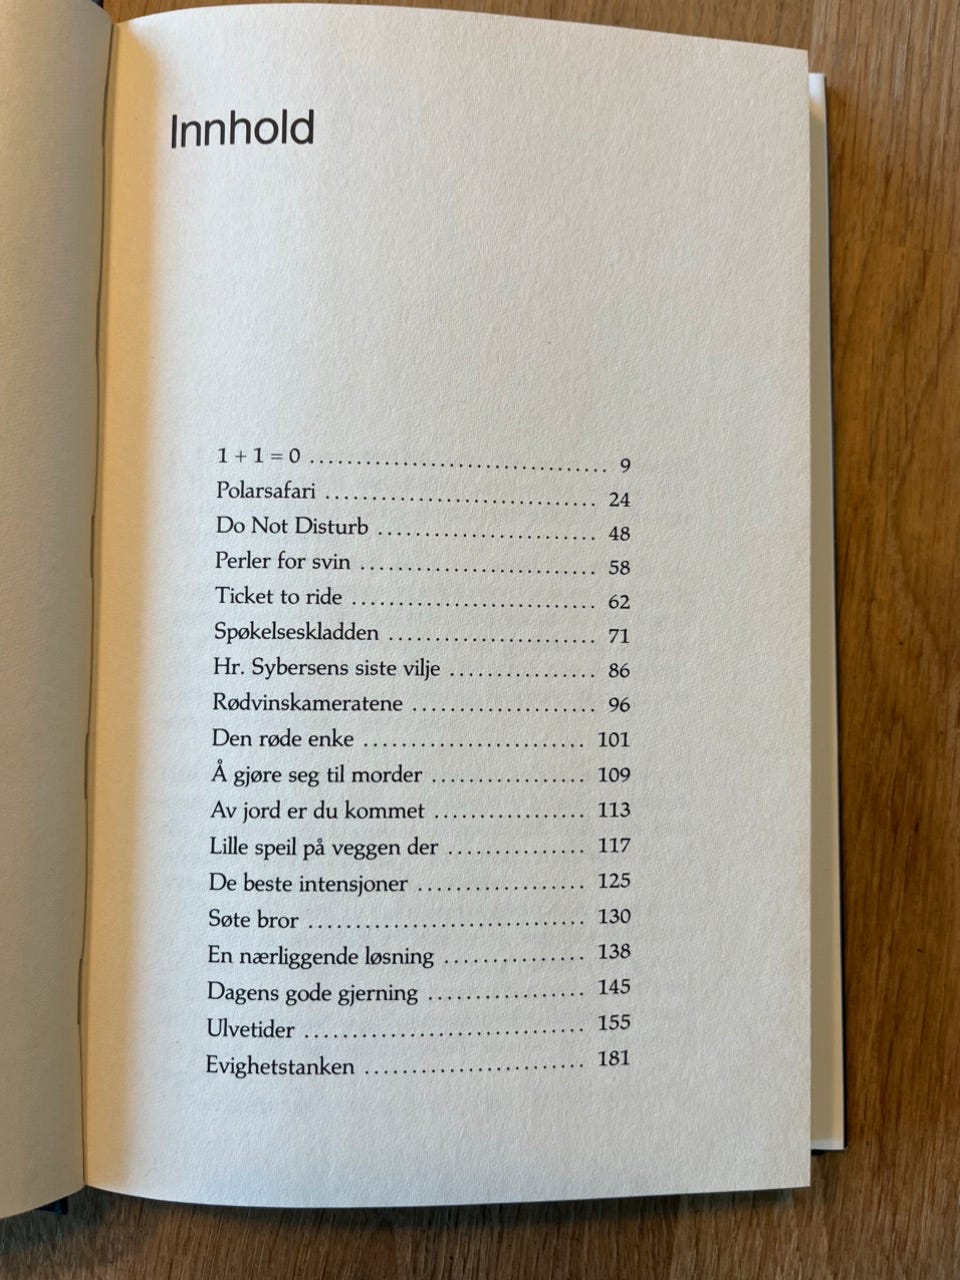 Innhold
1 + 1 = 0 ................................ 9
Polarsafari ............................. 24
Do Not Disturb ........................ 48
Perler for svin .......................... 58
Ticket to ride ........................... 62
Spøkelseskladden ....................... 71
Hr. Sybersens siste vilje ................ 86
Rødvinskameratene .................... 96
Den røde enke ........................ 101
Å gjøre seg til morder ................. 109
Av jord er du kommet ................ 113
Lille speil på veggen der ............... 117
De beste intensjoner .................. 125
Søte bror .............................. 130
En nærliggende løsning ............... 138
Dagens gode gjerning ................. 145
Ulvetider .............................. 155
Evighetstanken ........................ 181